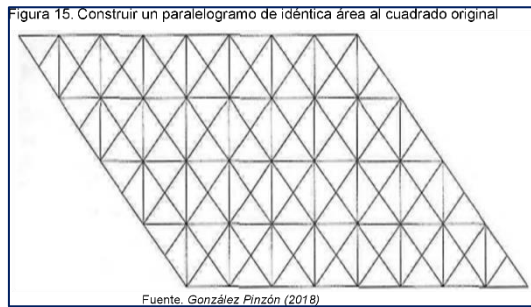 Figura 15. Construir un paralelogramo de idéntica área al cuadrado original
Fuente. González Pinzón (2018)